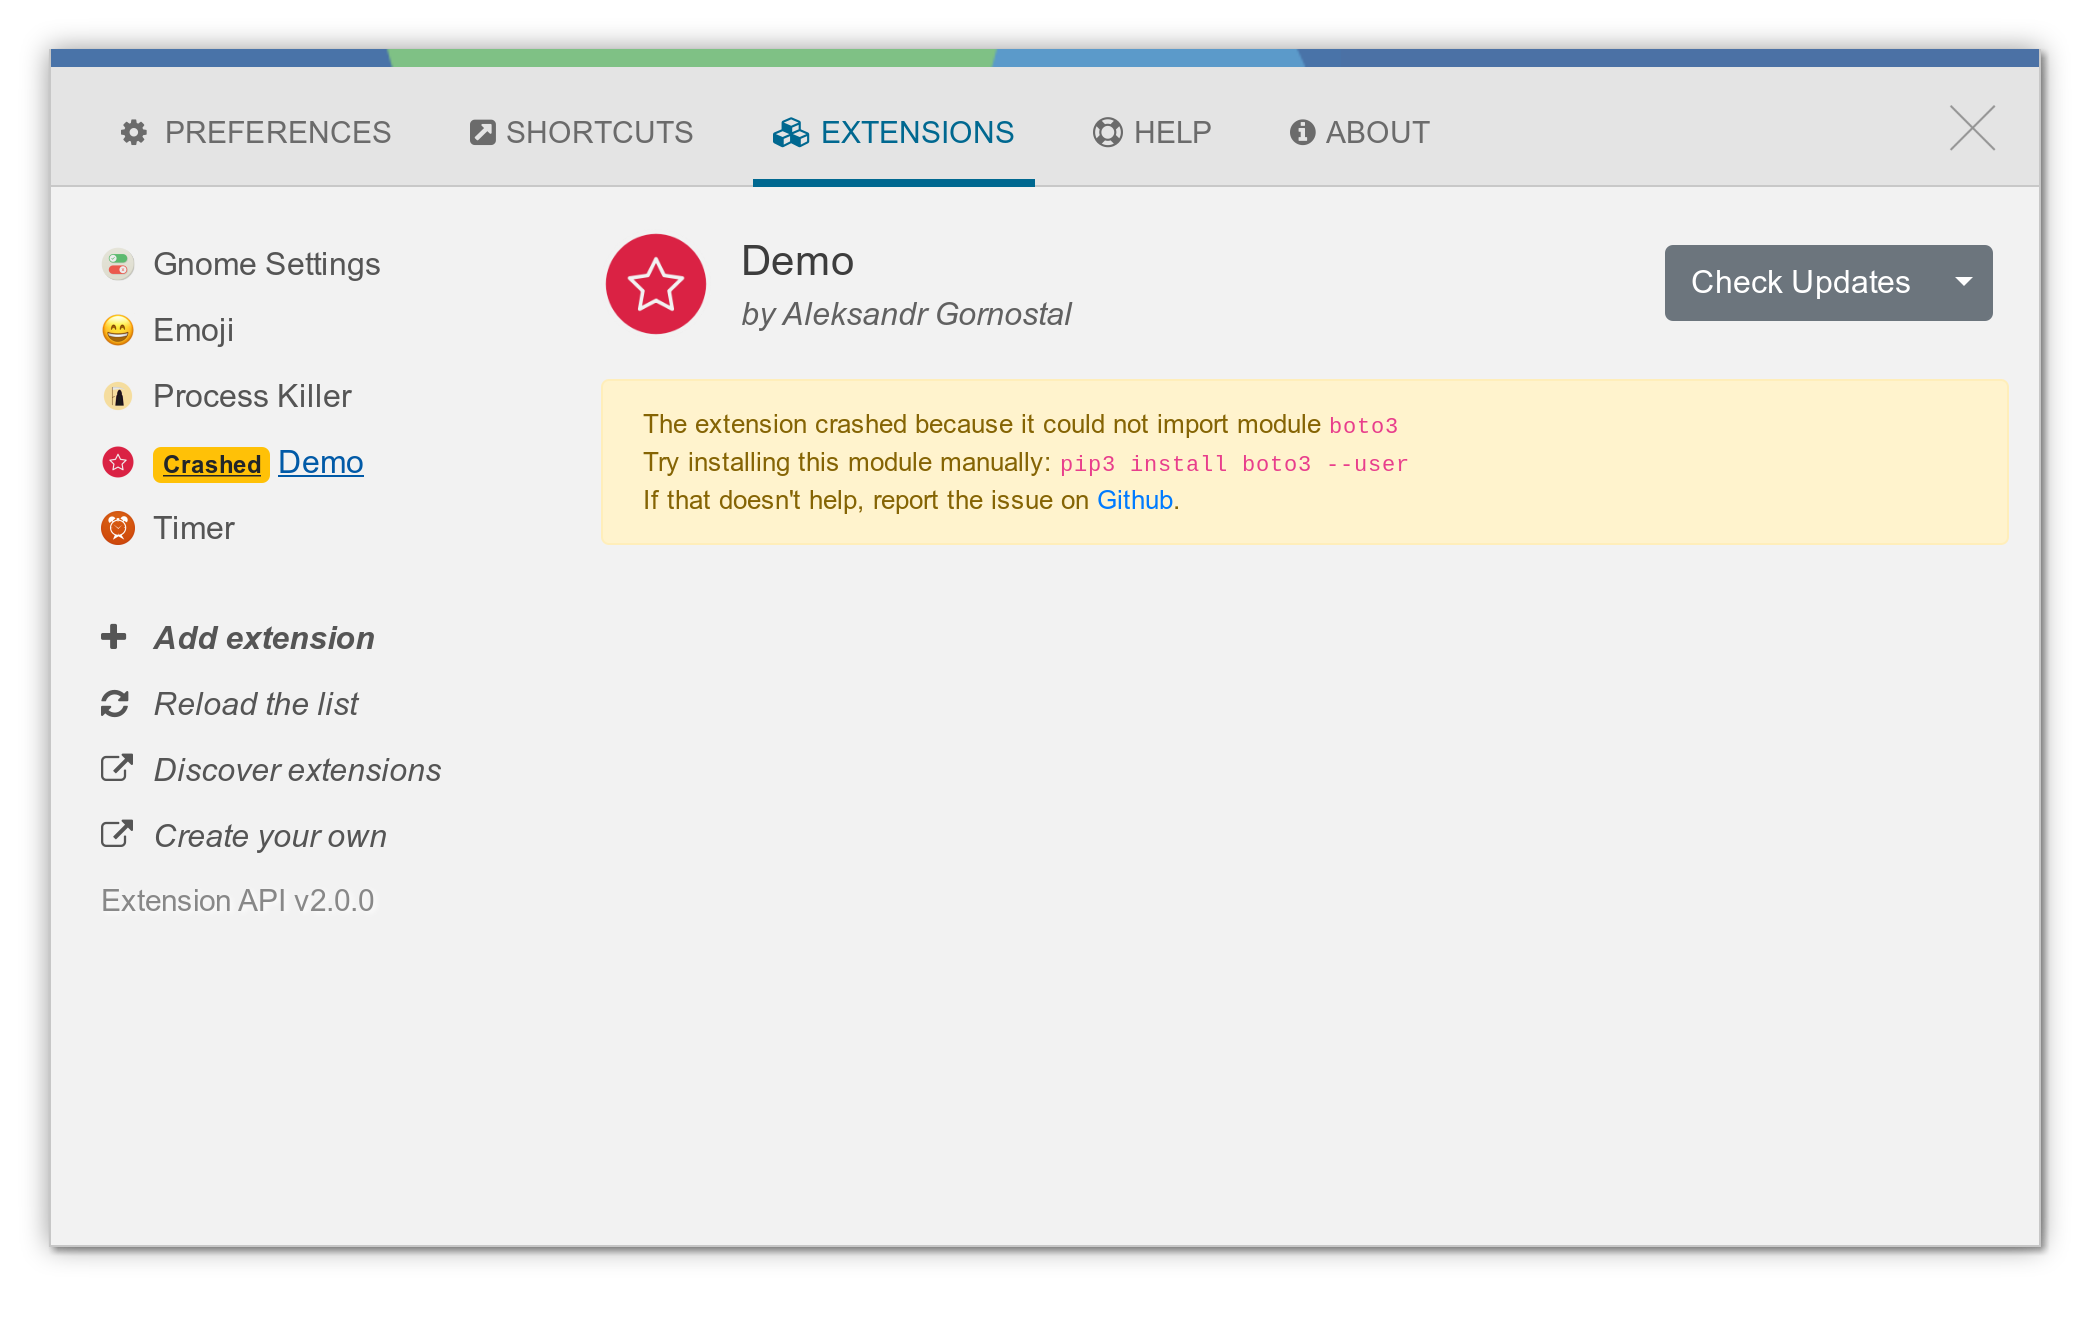 PREFERENCES SHORTCUTS EXTENSIONS HELP ABOUT
Gnome Settings
Emoji
Process Killer
Crashed Demo
Timer
Add extension
Reload the list
Discover extensions
Create your own
Extension API v2.0.0
Demo
by Aleksandr Gornostal
Check Updates
The extension crashed because it could not import module boto3
Try installing this module manually: pip3 install boto3 --user
If that doesn't help, report the issue on Github.